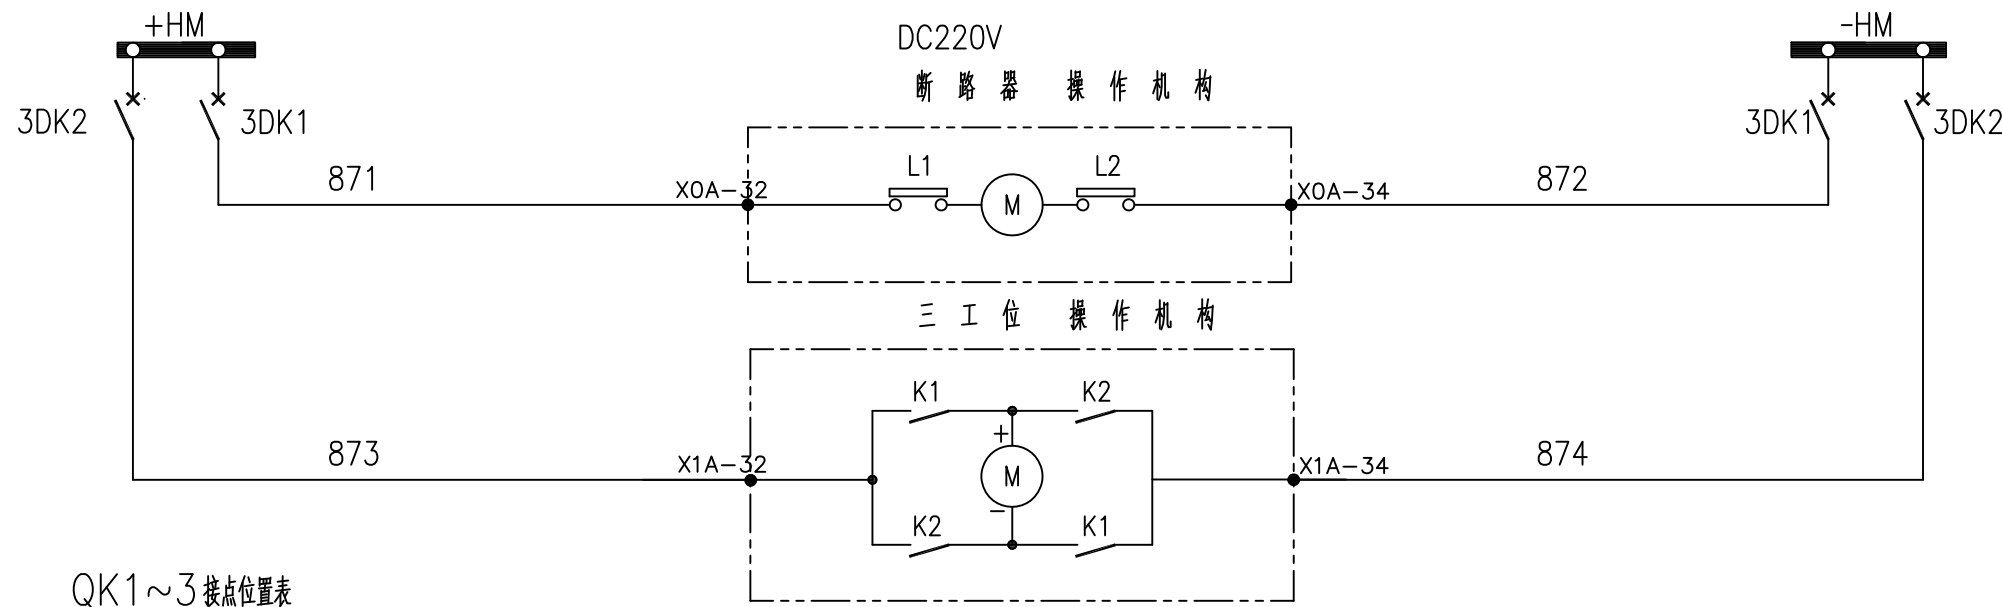 +HM
DC220V
-HM
断路器 操作机构
3DK2
3DK1
3DK1
3DK2
871
X0A-32
L1
M
L2
X0A-34
872
三工位 操作机构
K1
K2
873
X1A-32
+
M
-
X1A-34
874
K2
K1
QK1~3接点位置表